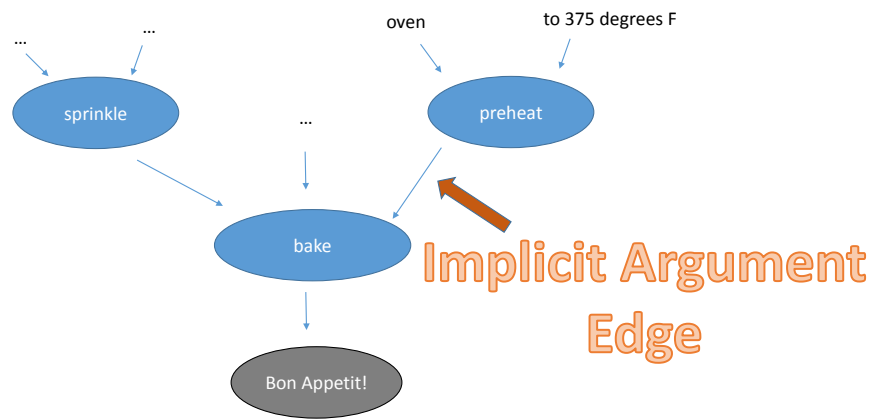 ...
...
oven
to 375 degrees F
sprinkle
preheat
...
bake
Implicit Argument
Edge
Bon Appetit!